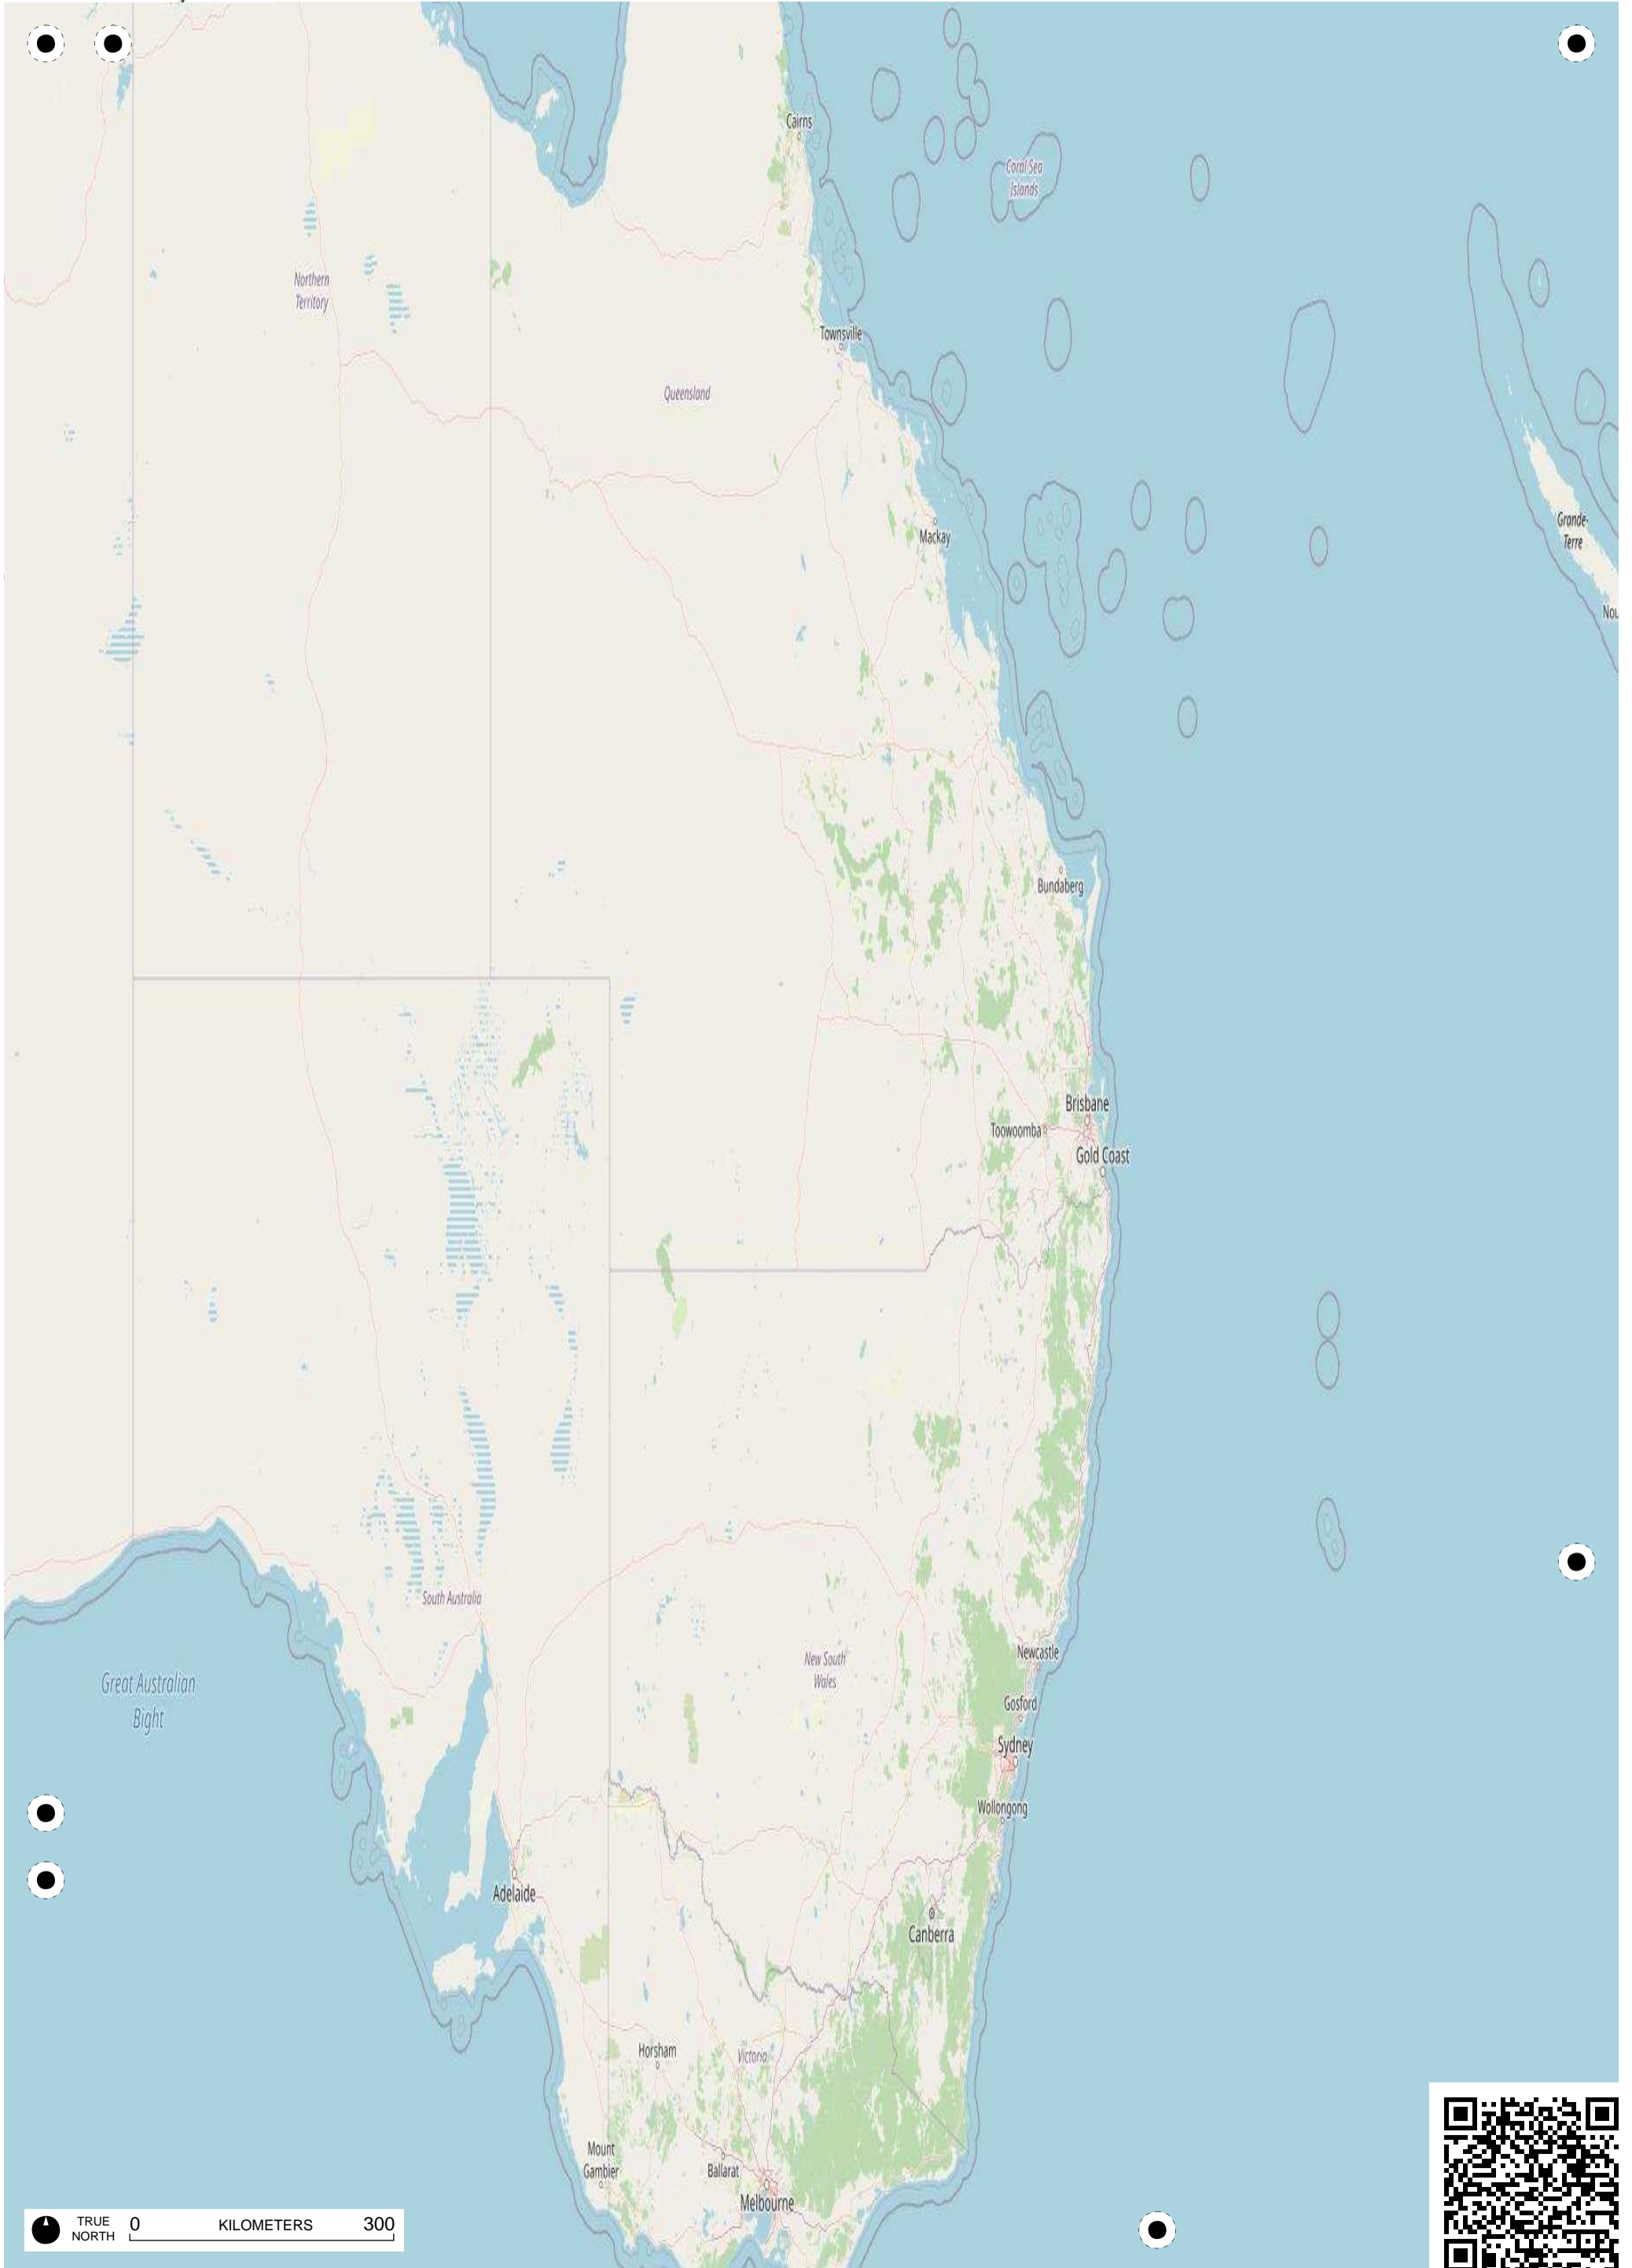 Cairns
Coral Sea
Islands
Northern
Territory
Townsville
Queensland
Grande-
Terre
Mackay
Nou
Bundaberg
Brisbane
Toowoomba
Gold Coast
South Australia
Newcastle
New South
Wales
Great Australian
Bight
Gosford
Sydney
Wollongong
Adelaide
Canberra
Horsham
Victoria
Mount
Gambier
Ballarat
Melbourne
TRUE
NORTH
0 KILOMETERS 300